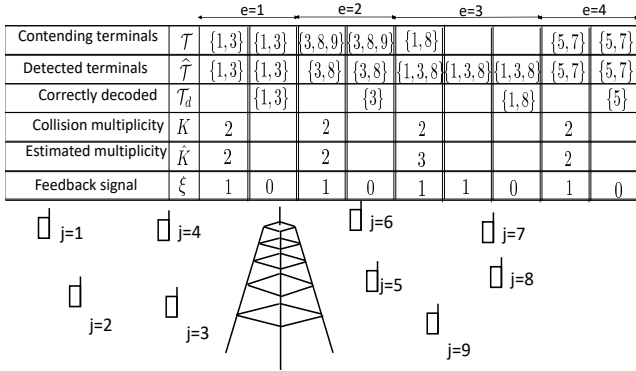 e=1 e=2 e=3 e=4
Contending terminals 𝒯 {1,3} {1,3} {3,8,9} {3,8,9} {1,8} {5,7} {5,7}
Detected terminals 𝒯̂ {1,3} {1,3} {3,8} {3,8} {1,3,8} {1,3,8} {1,3,8} {5,7} {5,7}
Correctly decoded 𝒯_d {1,3} {3} {1,8} {5}
Collision multiplicity K 2 2 2 2
Estimated multiplicity K̂ 2 2 3 2
Feedback signal ξ 1 0 1 0 1 1 0 1 0
j=1 j=4 j=6 j=7
j=5 j=8
j=2 j=3
j=9